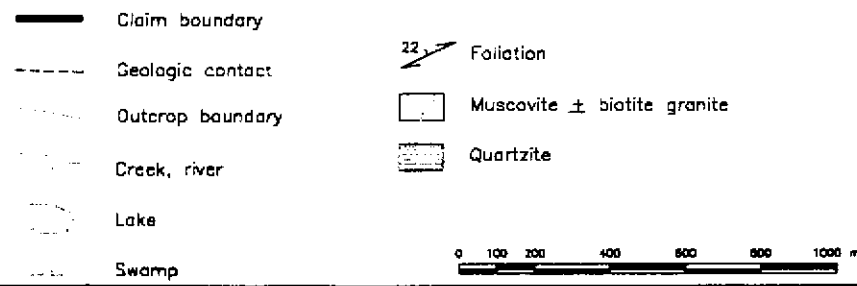 Claim boundary
Geologic contact
Outcrop boundary
Creek, river
Lake
Swamp
22 Foliation
Muscovite ± biotite granite
Quartzite
0 100 200 400 600 800 1000 m